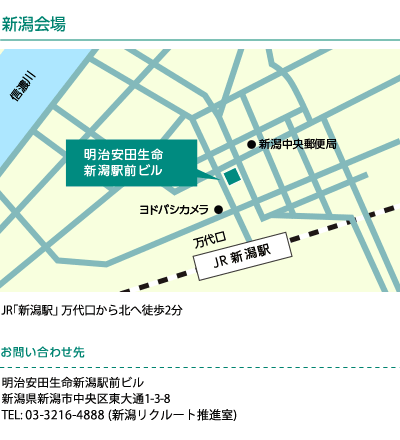 新潟会場
信濃川
明治安田生命
新潟駅前ビル
新潟中央郵便局
ヨドバシカメラ
万代口
JR 新潟駅
JR「新潟駅」 万代口から北へ徒歩2分
お問い合わせ先
明治安田生命新潟駅前ビル
新潟県新潟市中央区東大通1-3-8
TEL: 03-3216-4888 (新潟リクルート推進室)